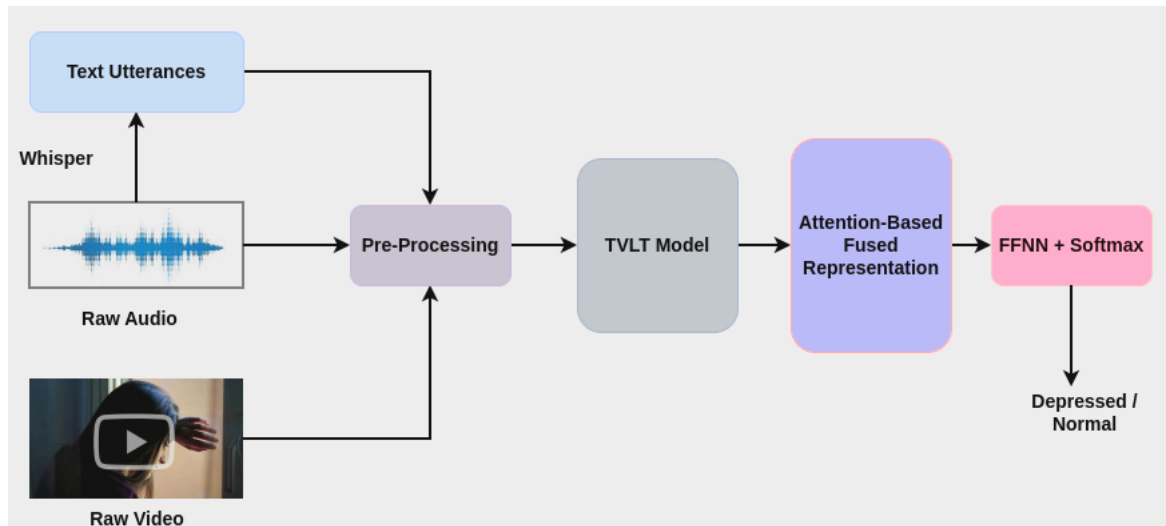 Text Utterances
Whisper
Raw Audio
Raw Video
Pre-Processing
TVLT Model
Attention-Based
Fused
Representation
FFNN + Softmax
Depressed /
Normal